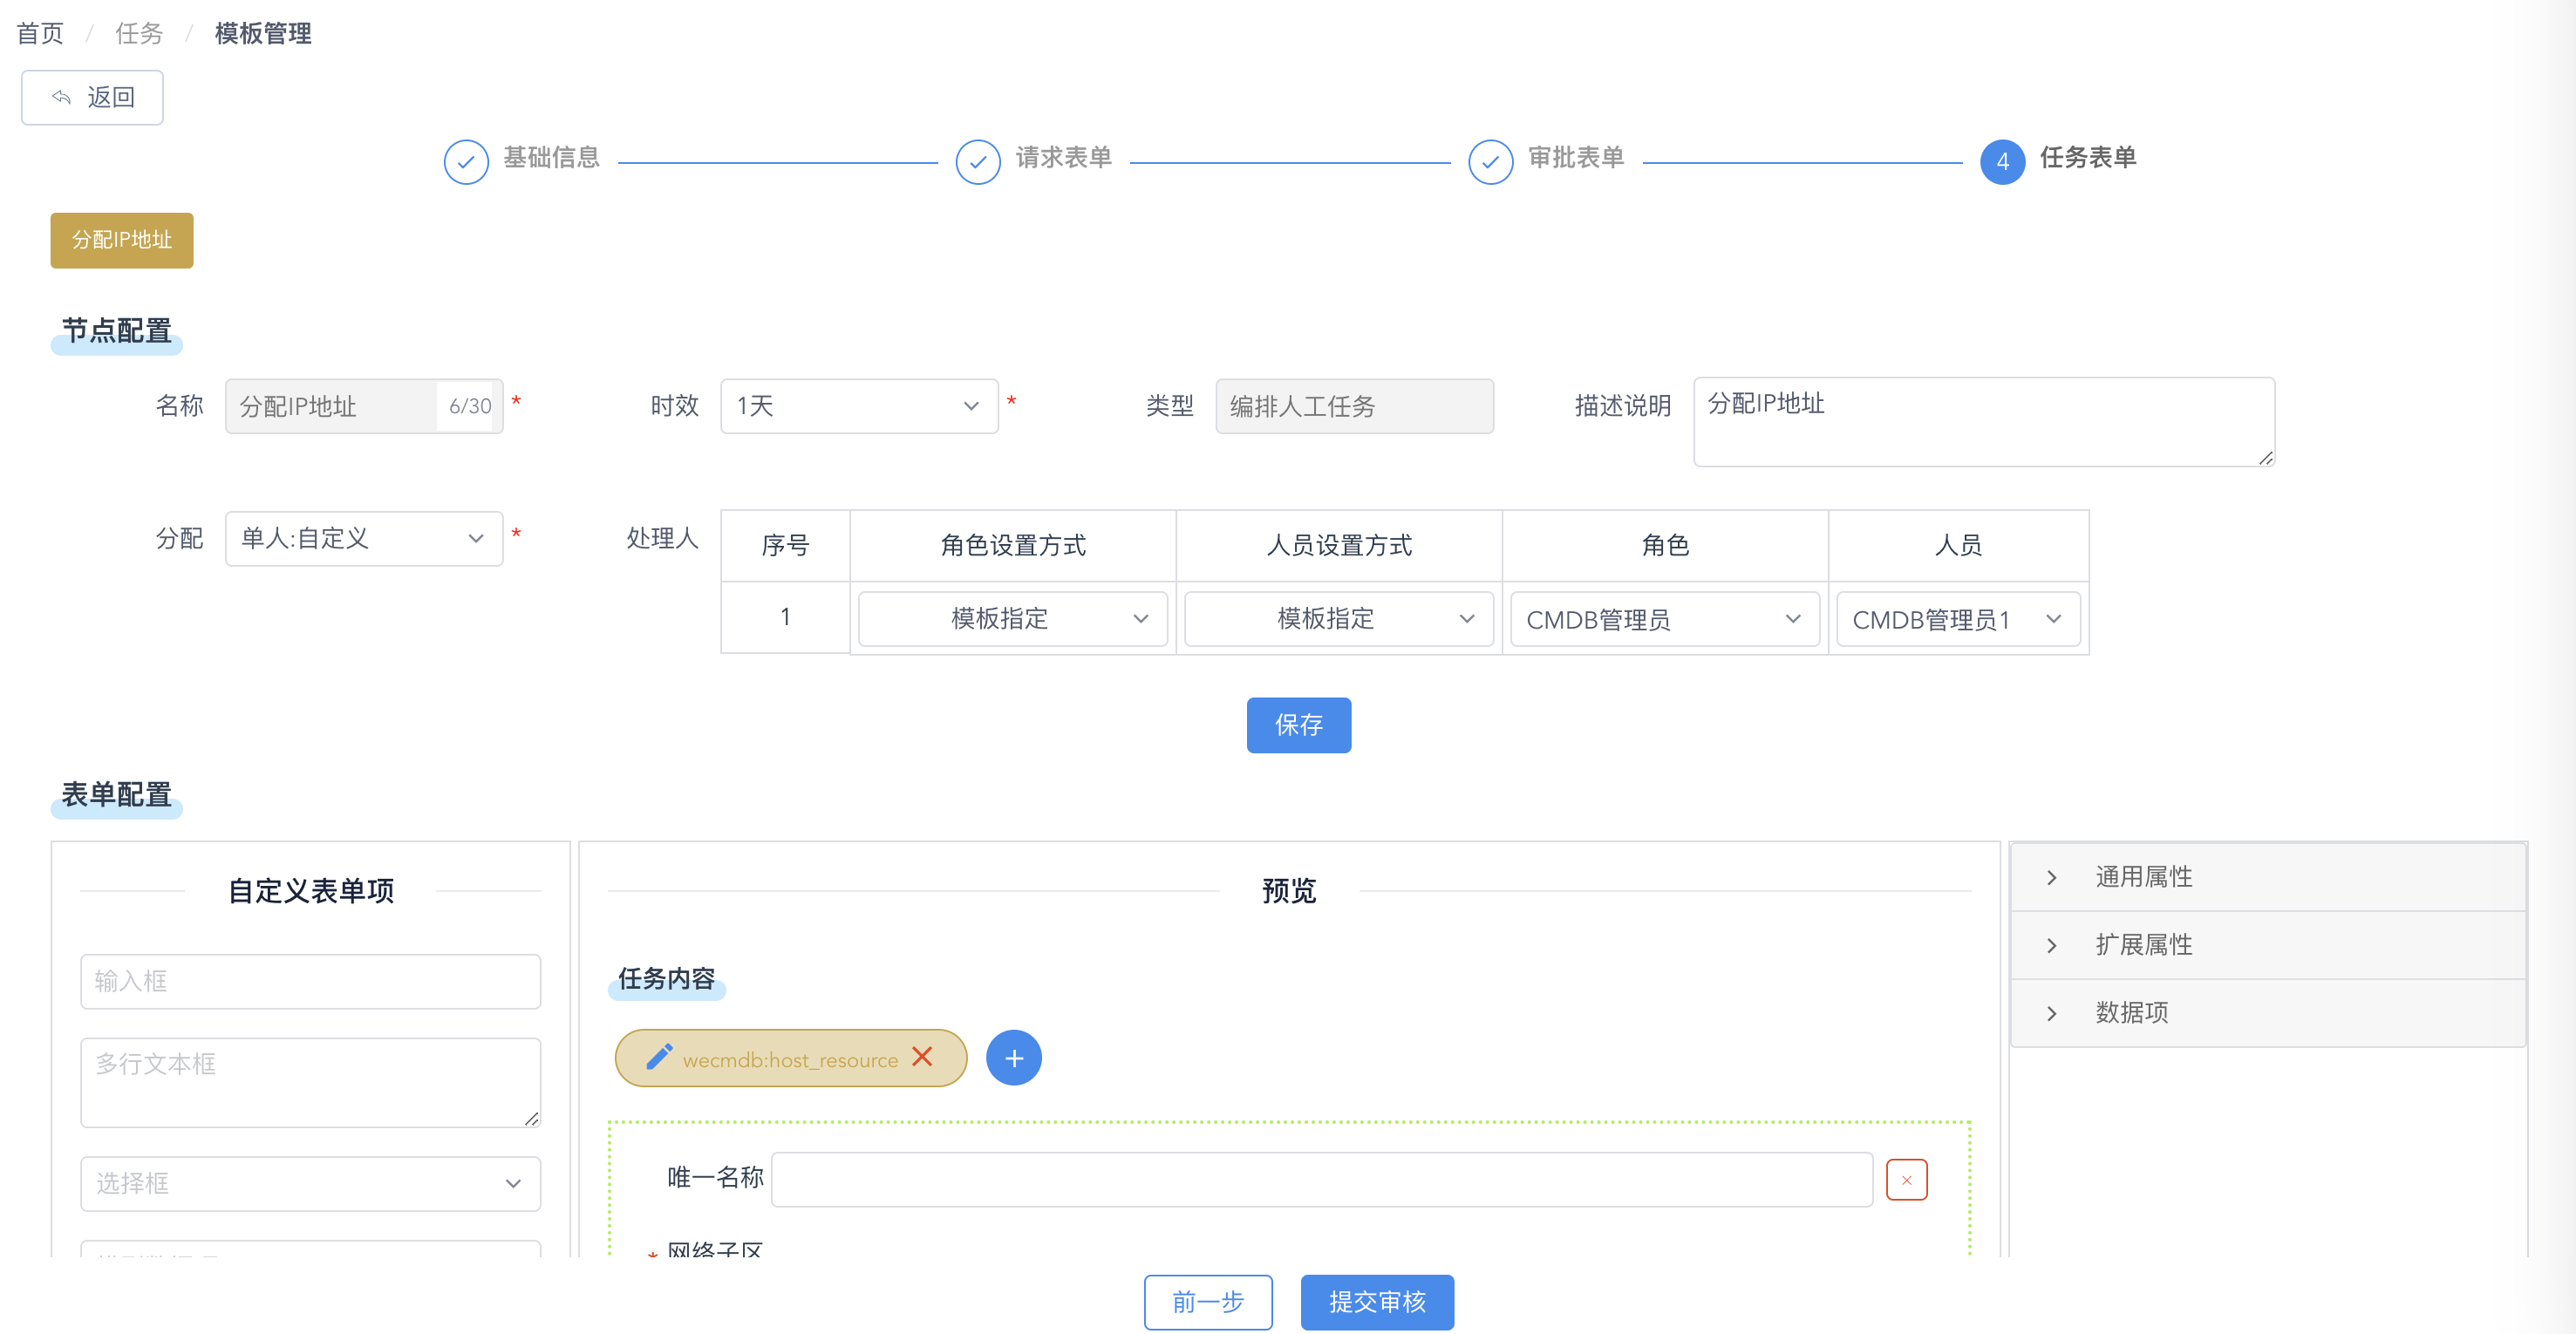 首页 / 任务 / 模板管理
返回
基础信息 请求表单 审批表单 4 任务表单
分配IP地址
节点配置
名称 分配IP地址 6/30 * 时效 1天 * 类型 编排人工任务 描述说明 分配IP地址
分配 单人:自定义 * 处理人 序号 角色设置方式 人员设置方式 角色 人员
1 模板指定 模板指定 CMDB管理员 CMDB管理员1
保存
表单配置
自定义表单项 预览 通用属性
扩展属性
输入框 任务内容 数据项
多行文本框 wecmdb:host_resource
选择框 唯一名称
* 网络子区
前一步 提交审核